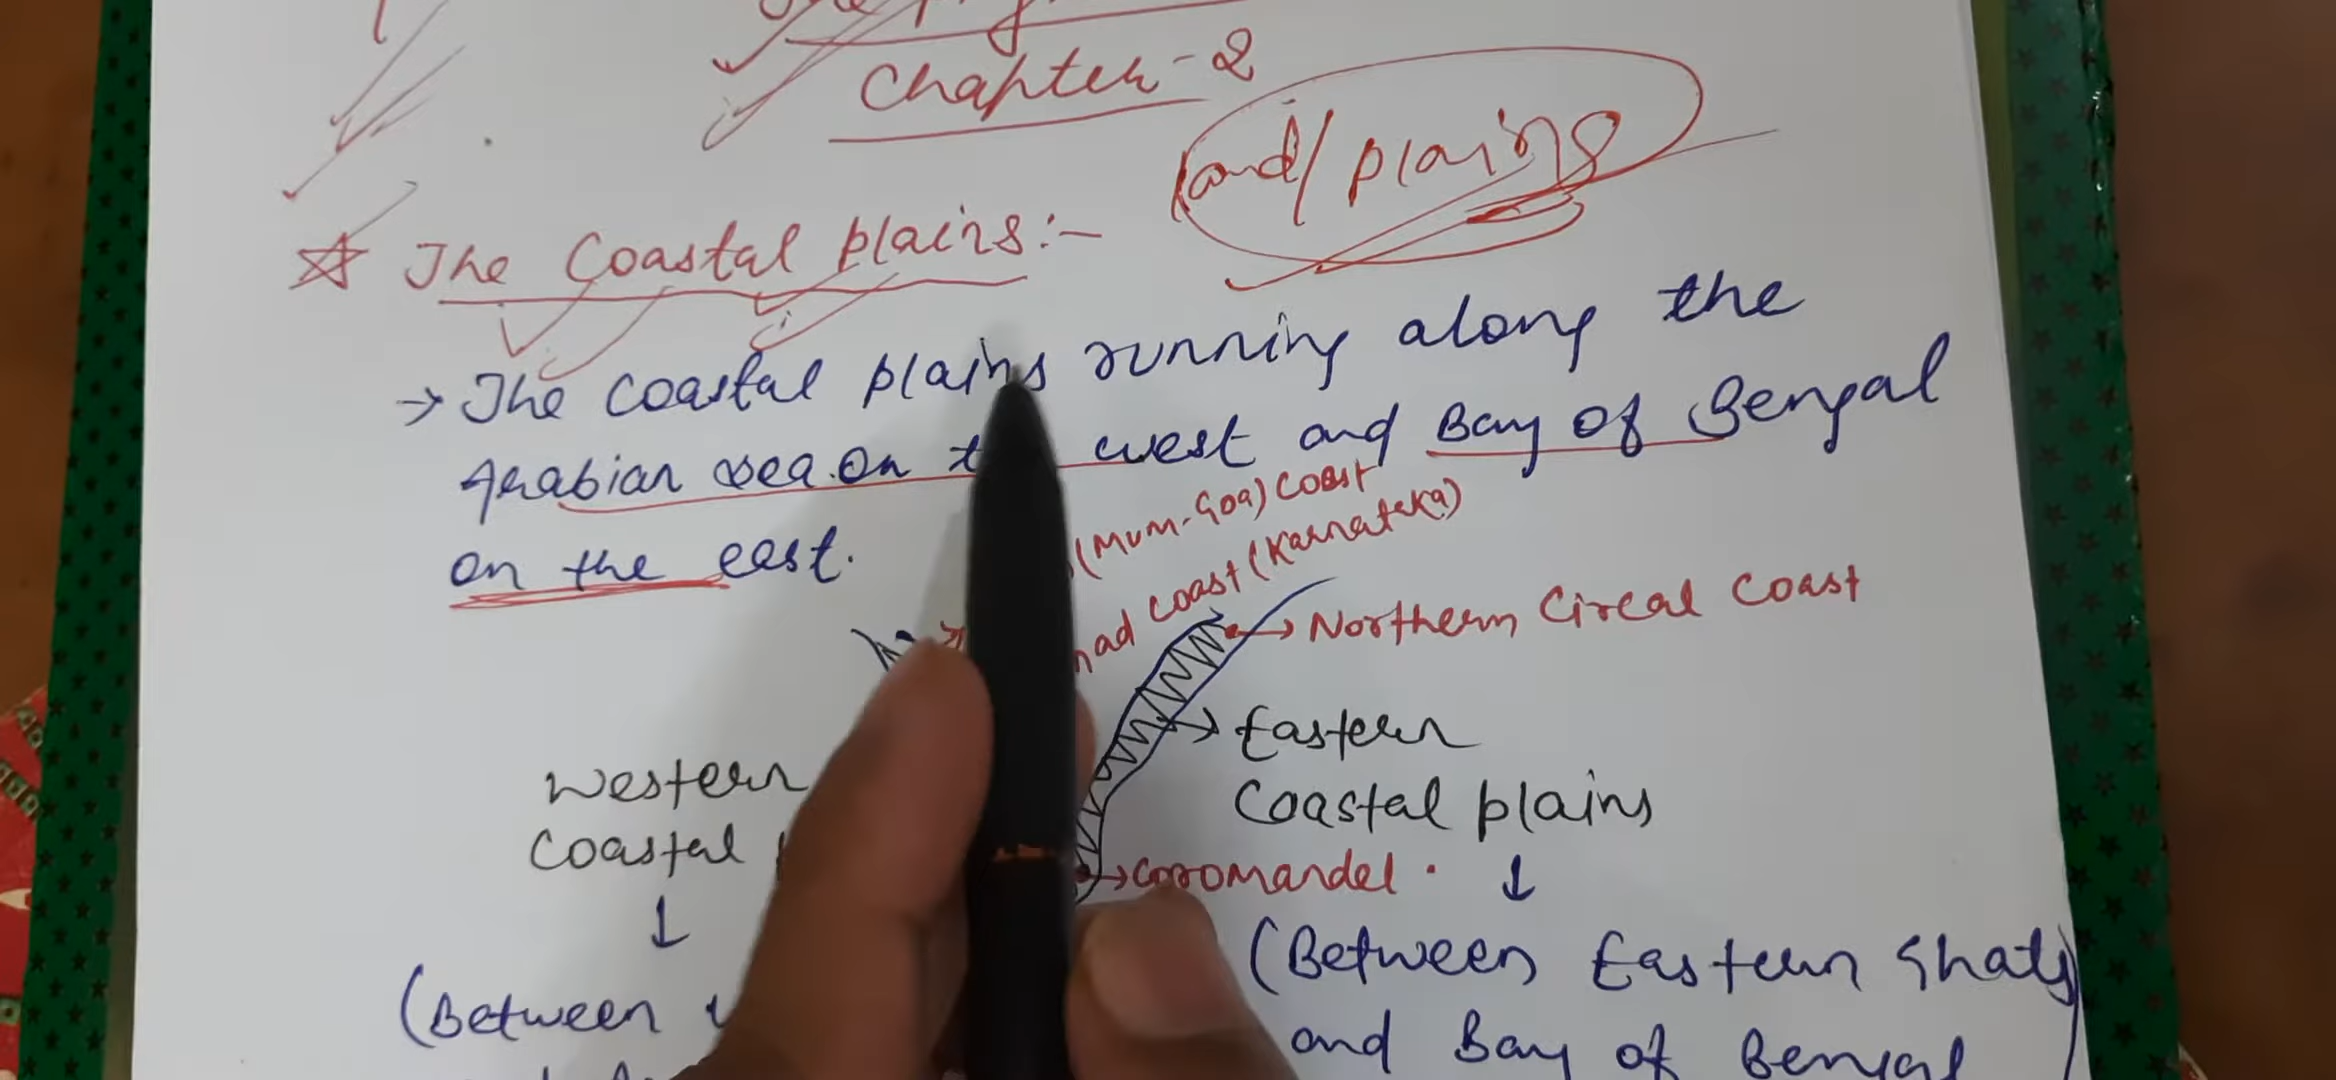 Chapter-2
land/plains
The Coastal plains:-
→ The coastal plains running along the
Arabian sea. on west and Bay of Bengal
on the east.
(Mum-Goa) coast
nad coast (Karnataka)
→ Northern Circal Coast
Western
Coastal
→ Eastern
Coastal plains
→ Coromandel
(Between
(Between Eastern Ghats
and Bay of Bengal